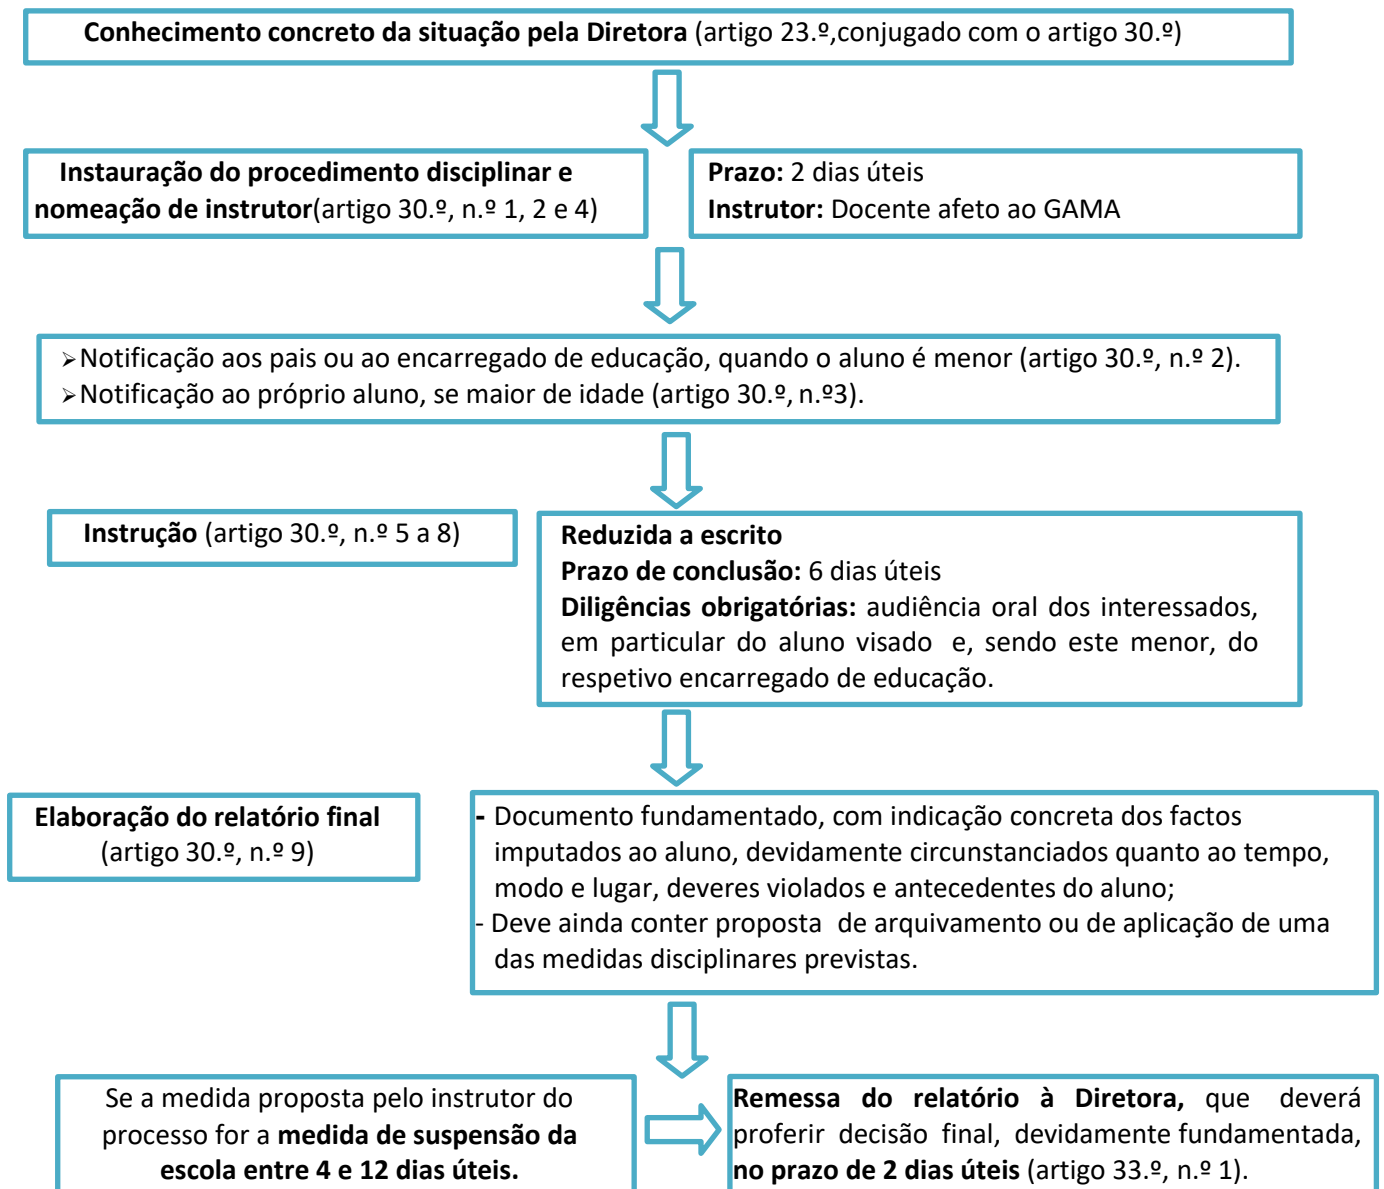 Conhecimento concreto da situação pela Diretora (artigo 23.º,conjugado com o artigo 30.º)
Instauração do procedimento disciplinar e
nomeação de instrutor(artigo 30.º, n.º 1, 2 e 4)
Prazo: 2 dias úteis
Instrutor: Docente afeto ao GAMA
➢Notificação aos pais ou ao encarregado de educação, quando o aluno é menor (artigo 30.º, n.º 2).
➢Notificação ao próprio aluno, se maior de idade (artigo 30.º, n.º3).
Instrução (artigo 30.º, n.º 5 a 8)
Reduzida a escrito
Prazo de conclusão: 6 dias úteis
Diligências obrigatórias: audiência oral dos interessados,
em particular do aluno visado e, sendo este menor, do
respetivo encarregado de educação.
Elaboração do relatório final
(artigo 30.º, n.º 9)
- Documento fundamentado, com indicação concreta dos factos
imputados ao aluno, devidamente circunstanciados quanto ao tempo,
modo e lugar, deveres violados e antecedentes do aluno;
- Deve ainda conter proposta de arquivamento ou de aplicação de uma
das medidas disciplinares previstas.
Se a medida proposta pelo instrutor do
processo for a medida de suspensão da
escola entre 4 e 12 dias úteis.
Remessa do relatório à Diretora, que deverá
proferir decisão final, devidamente fundamentada,
no prazo de 2 dias úteis (artigo 33.º, n.º 1).